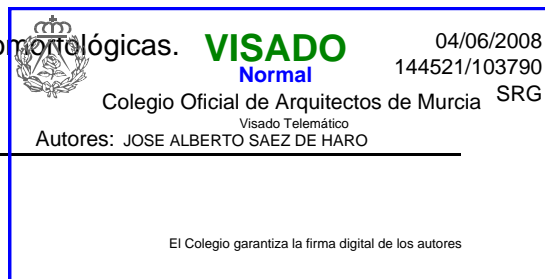 omorfológicas. VISADO 04/06/2008
Normal 144521/103790
Colegio Oficial de Arquitectos de Murcia SRG
Visado Telemático
Autores: JOSE ALBERTO SAEZ DE HARO
El Colegio garantiza la firma digital de los autores